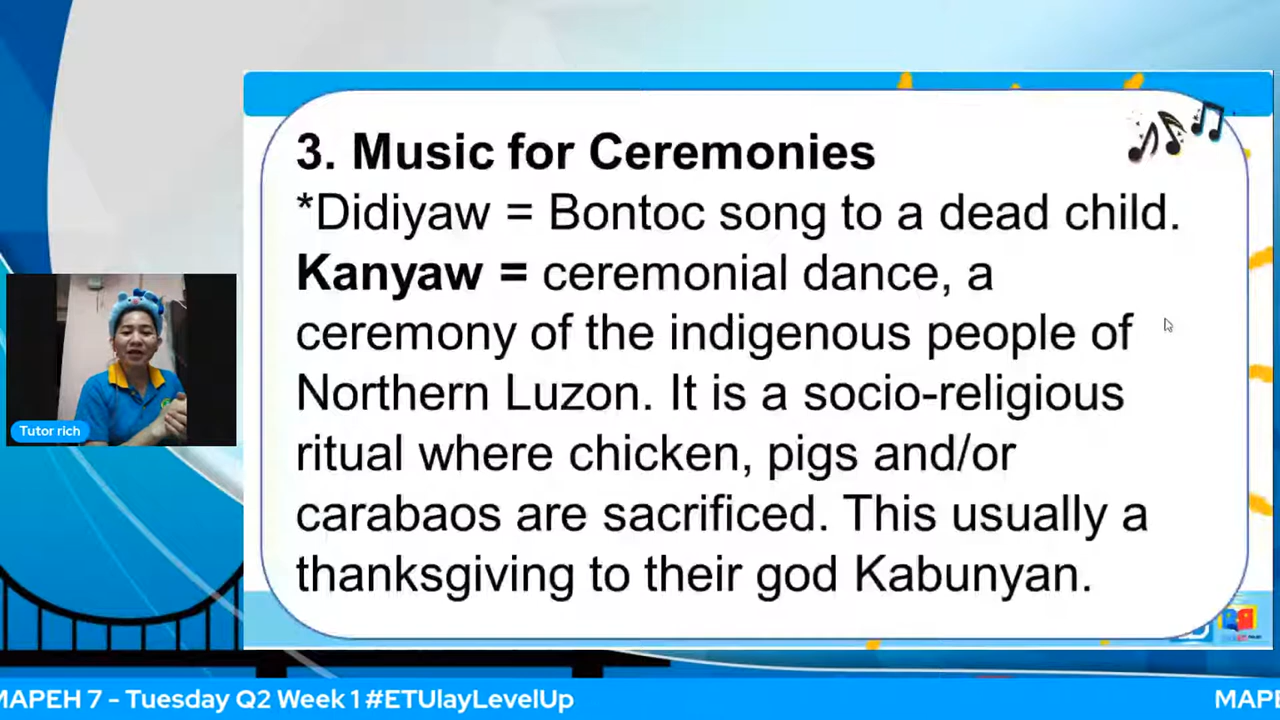 3. Music for Ceremonies
*Didiyaw = Bontoc song to a dead child.
Kanyaw = ceremonial dance, a
ceremony of the indigenous people of
Northern Luzon. It is a socio-religious
ritual where chicken, pigs and/or
carabaos are sacrificed. This usually a
thanksgiving to their god Kabunyan.
Tutor rich
MAPEH 7 - Tuesday Q2 Week 1 #ETUlayLevelUp
MAPE